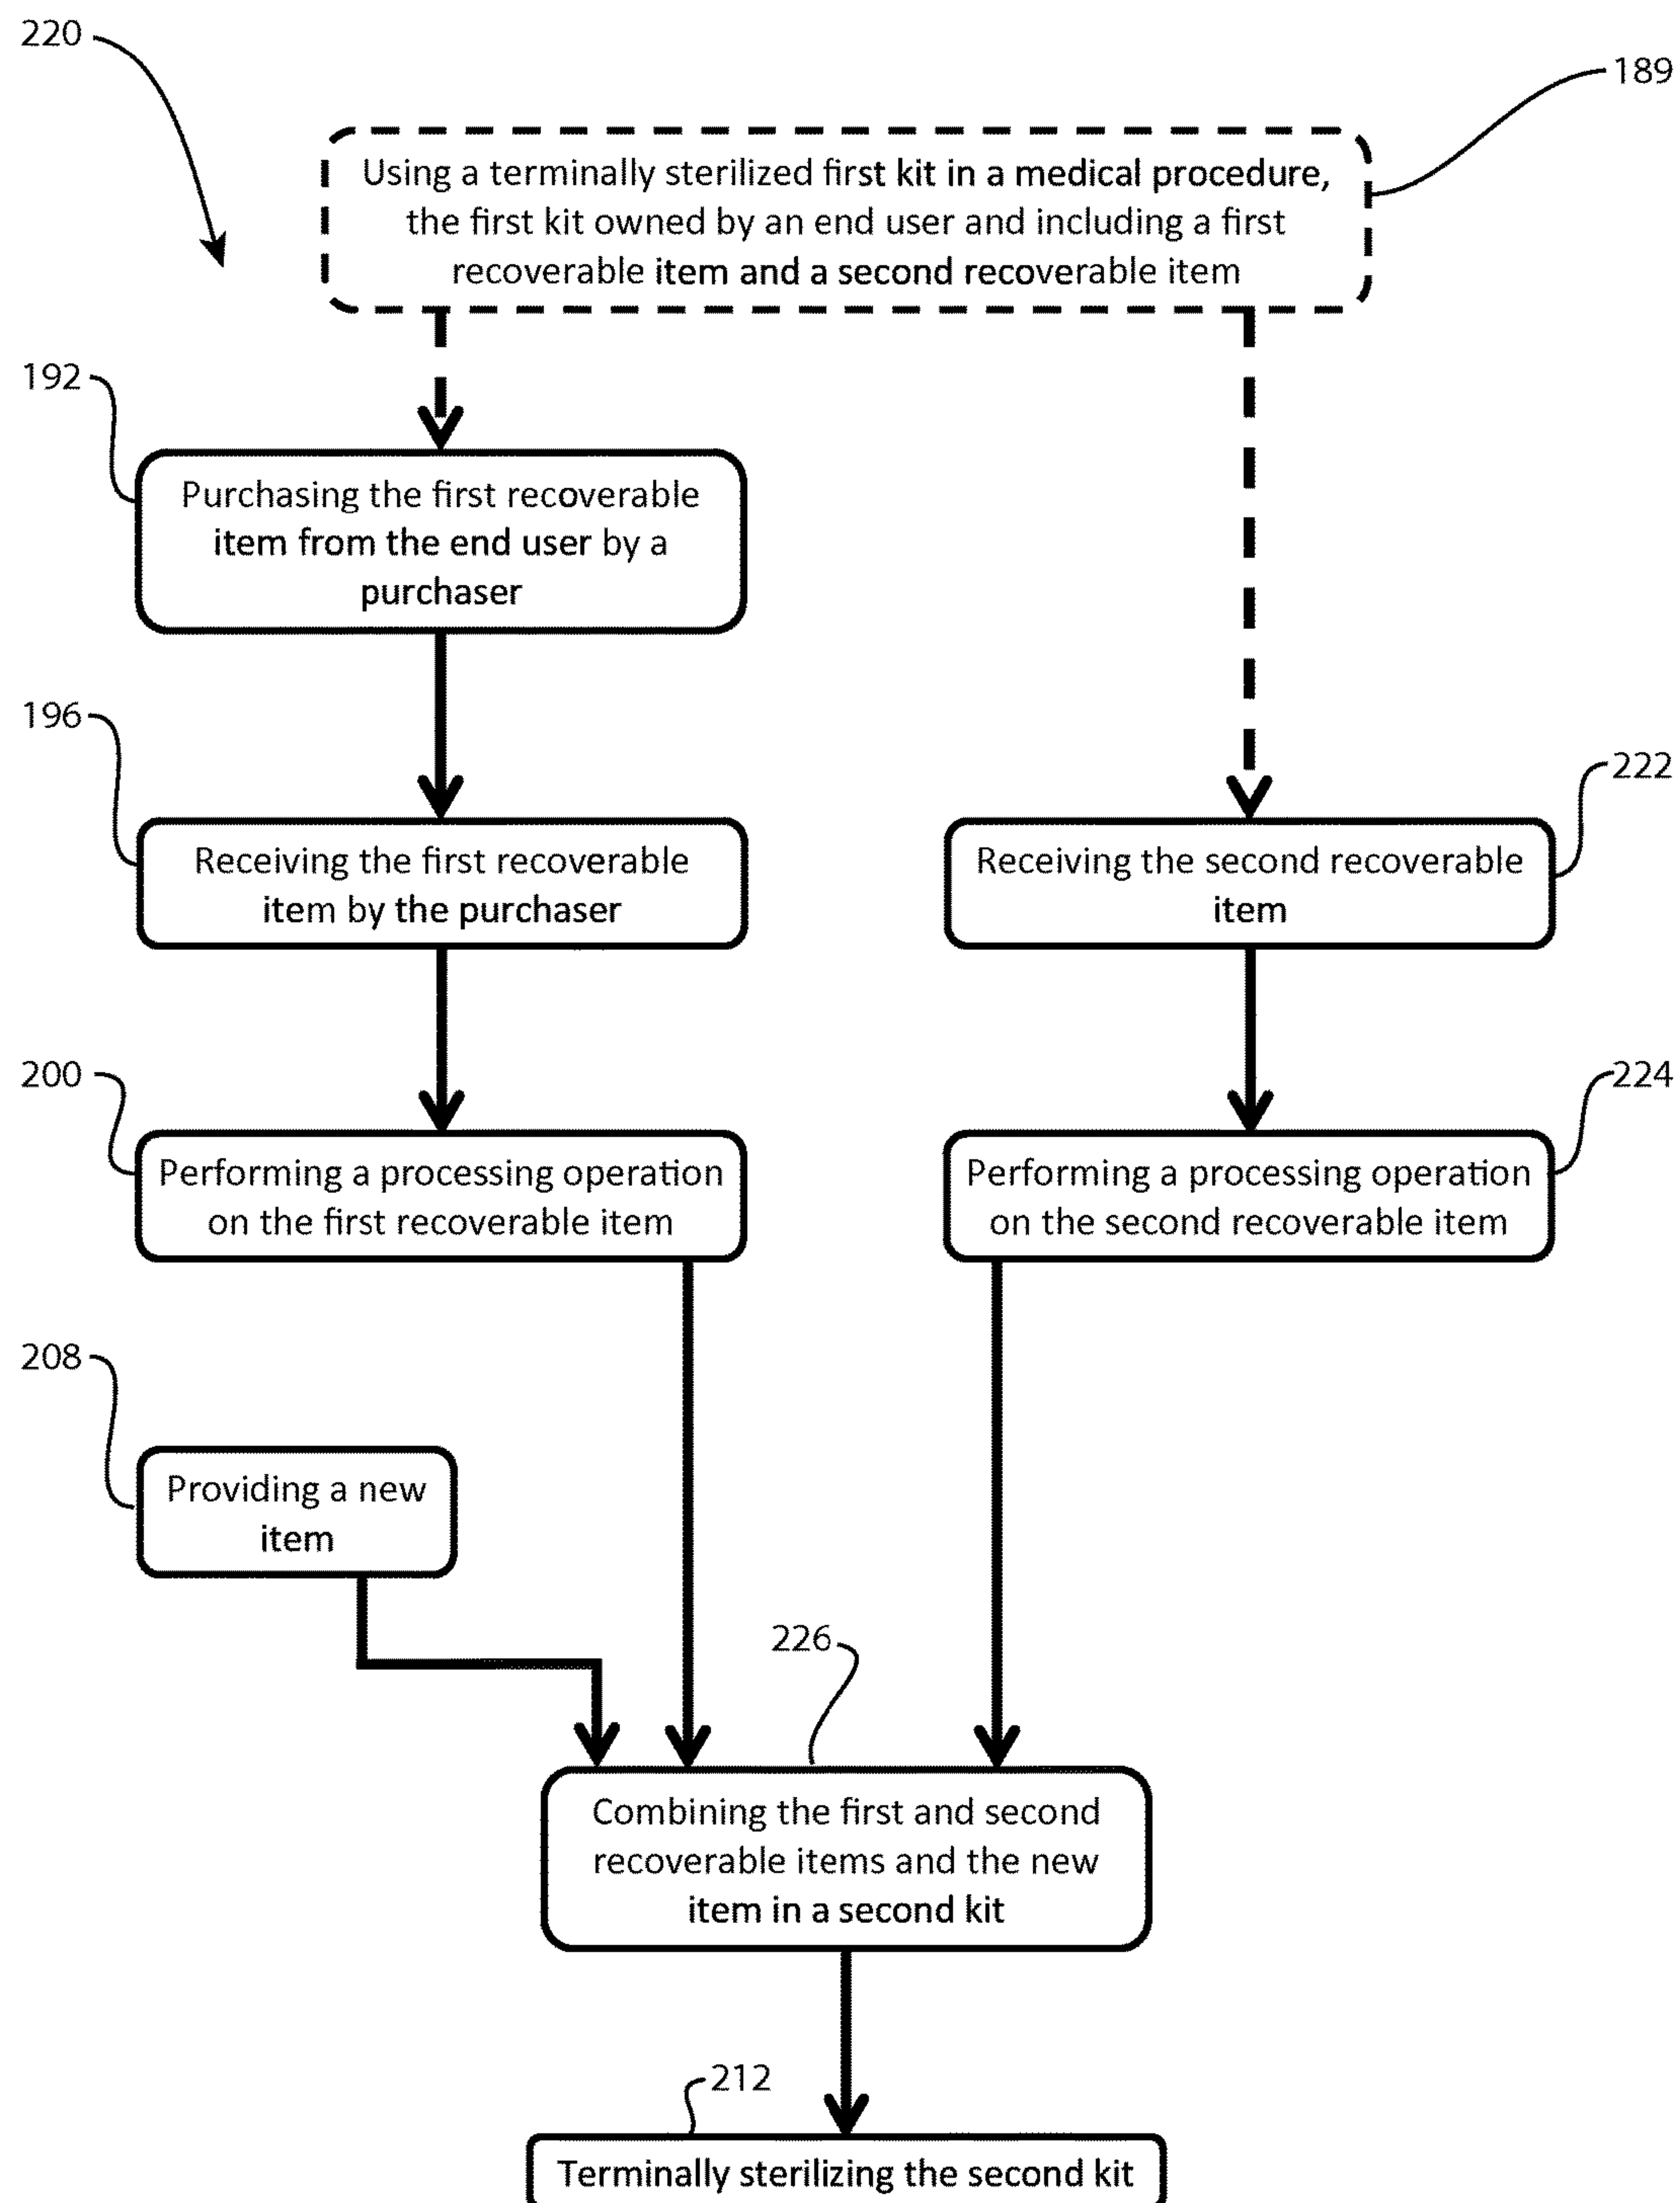 220
189
Using a terminally sterilized first kit in a medical procedure,
the first kit owned by an end user and including a first
recoverable item and a second recoverable item
192
Purchasing the first recoverable
item from the end user by a
purchaser
196
222
Receiving the first recoverable
item by the purchaser
Receiving the second recoverable
item
200
224
Performing a processing operation
on the first recoverable item
Performing a processing operation
on the second recoverable item
208
Providing a new
item
226
Combining the first and second
recoverable items and the new
item in a second kit
212
Terminally sterilizing the second kit